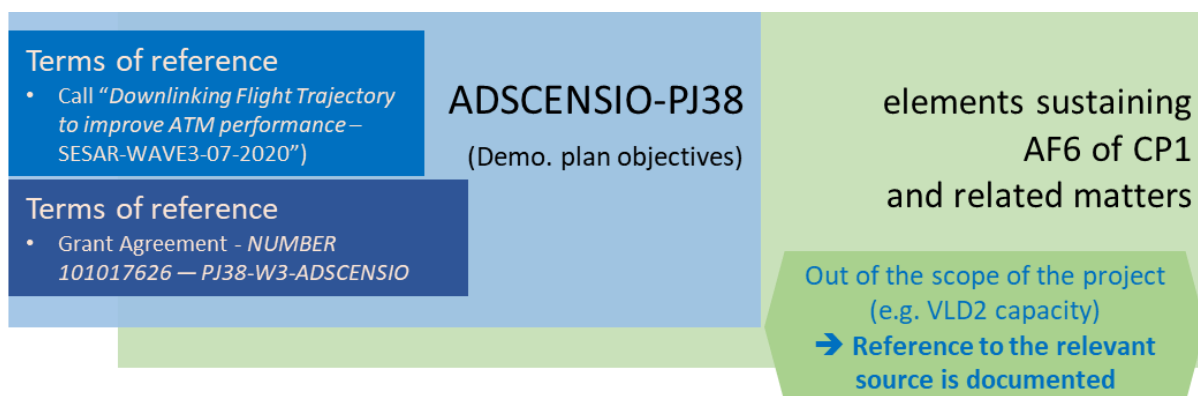 Terms of reference
• Call “Downlinking Flight Trajectory
to improve ATM performance –
SESAR-WAVE3-07-2020”)
Terms of reference
• Grant Agreement - NUMBER
101017626 — PJ38-W3-ADSCENSIO
ADSCENSIO-PJ38
(Demo. plan objectives)
elements sustaining
AF6 of CP1
and related matters
Out of the scope of the project
(e.g. VLD2 capacity)
➔ Reference to the relevant
source is documented